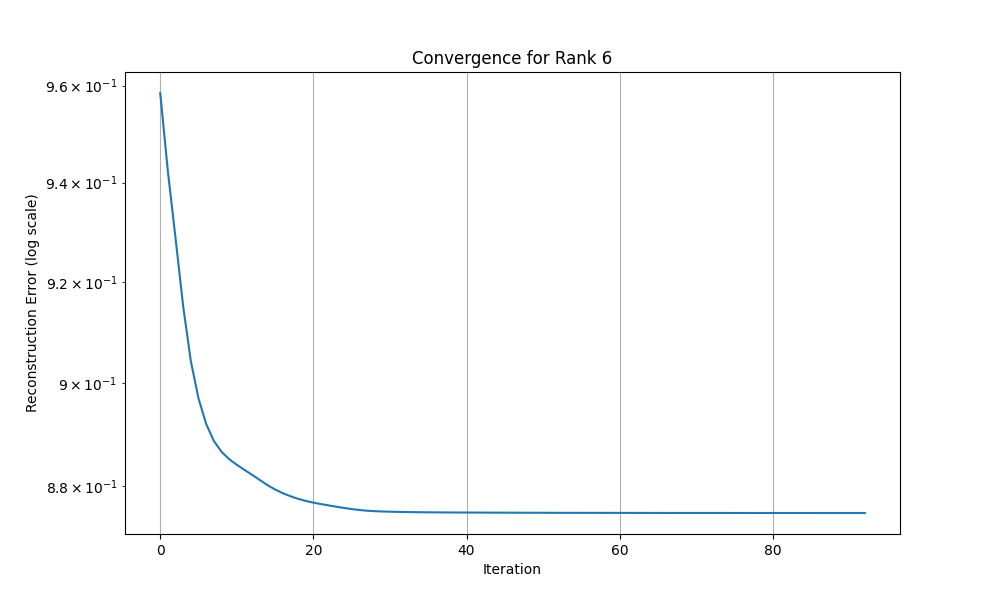 Convergence for Rank 6
Reconstruction Error (log scale)
9.6 × 10⁻¹
9.4 × 10⁻¹
9.2 × 10⁻¹
9 × 10⁻¹
8.8 × 10⁻¹
0 20 40 60 80
Iteration